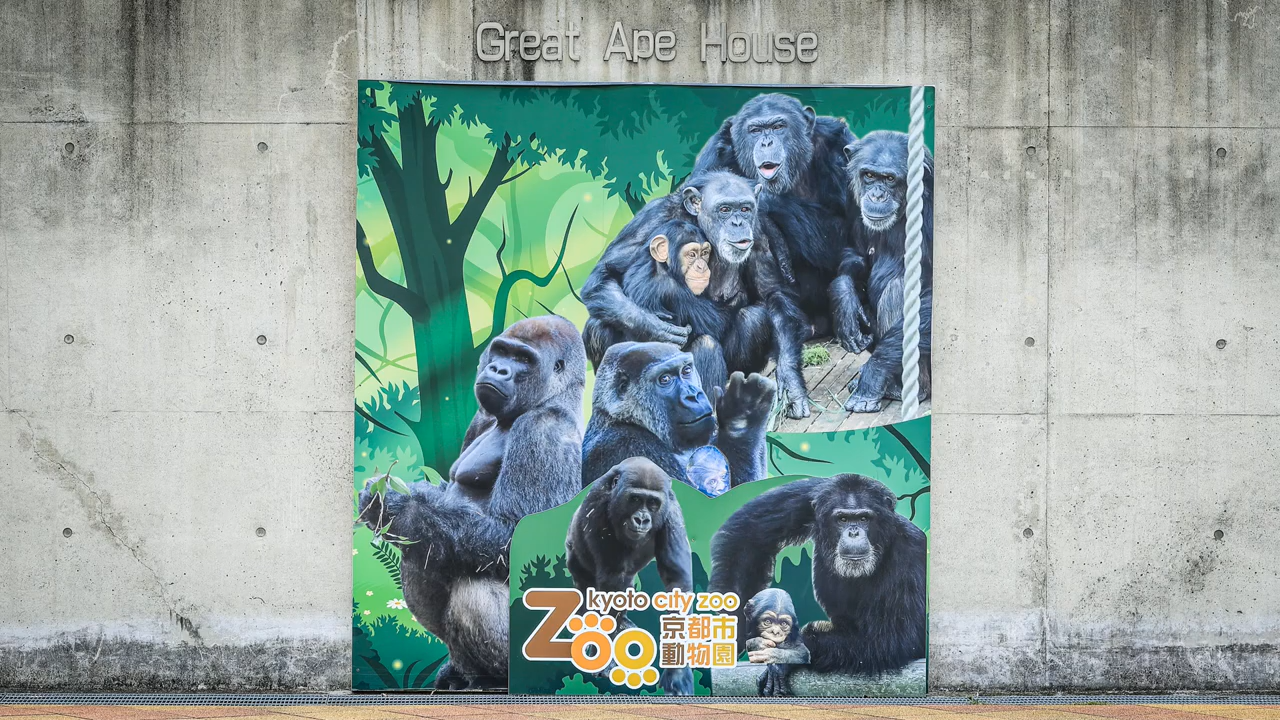 Great Ape House
Zoo
kyoto city zoo
京都市
動物園